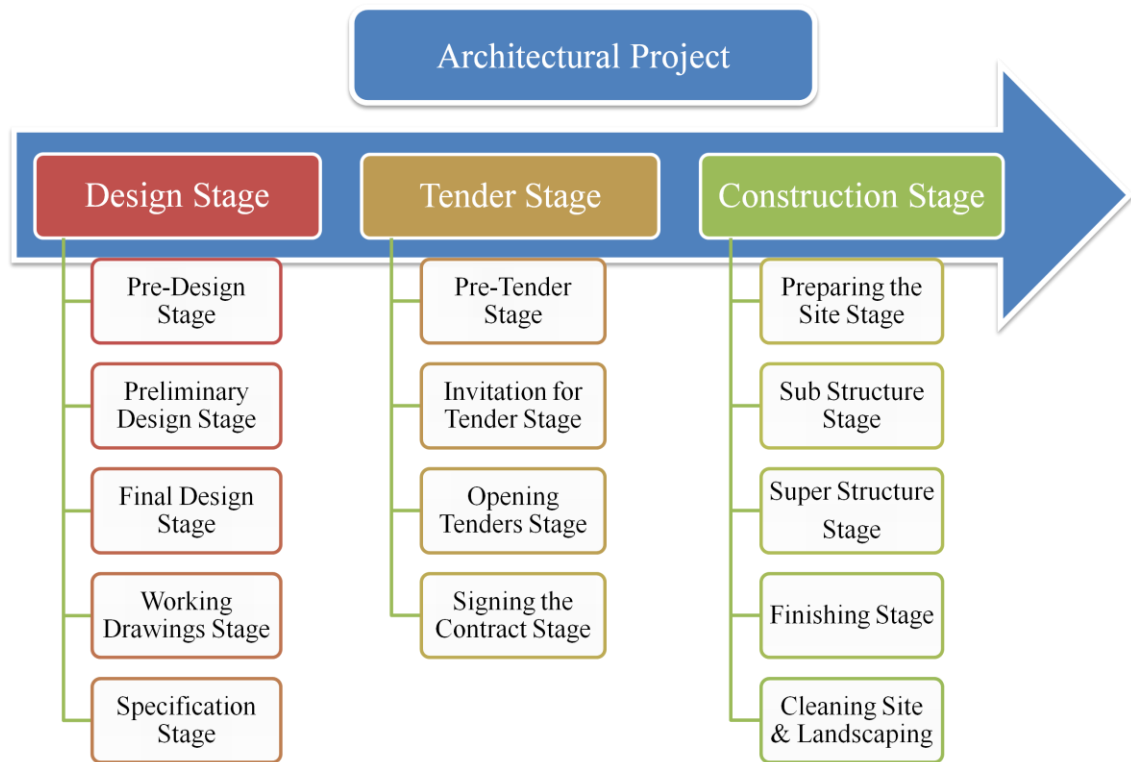 Architectural Project
Design Stage
Tender Stage
Construction Stage
Pre-Design
Stage
Preliminary
Design Stage
Final Design
Stage
Working
Drawings Stage
Specification
Stage
Pre-Tender
Stage
Invitation for
Tender Stage
Opening
Tenders Stage
Signing the
Contract Stage
Preparing the
Site Stage
Sub Structure
Stage
Super Structure
Stage
Finishing Stage
Cleaning Site
& Landscaping